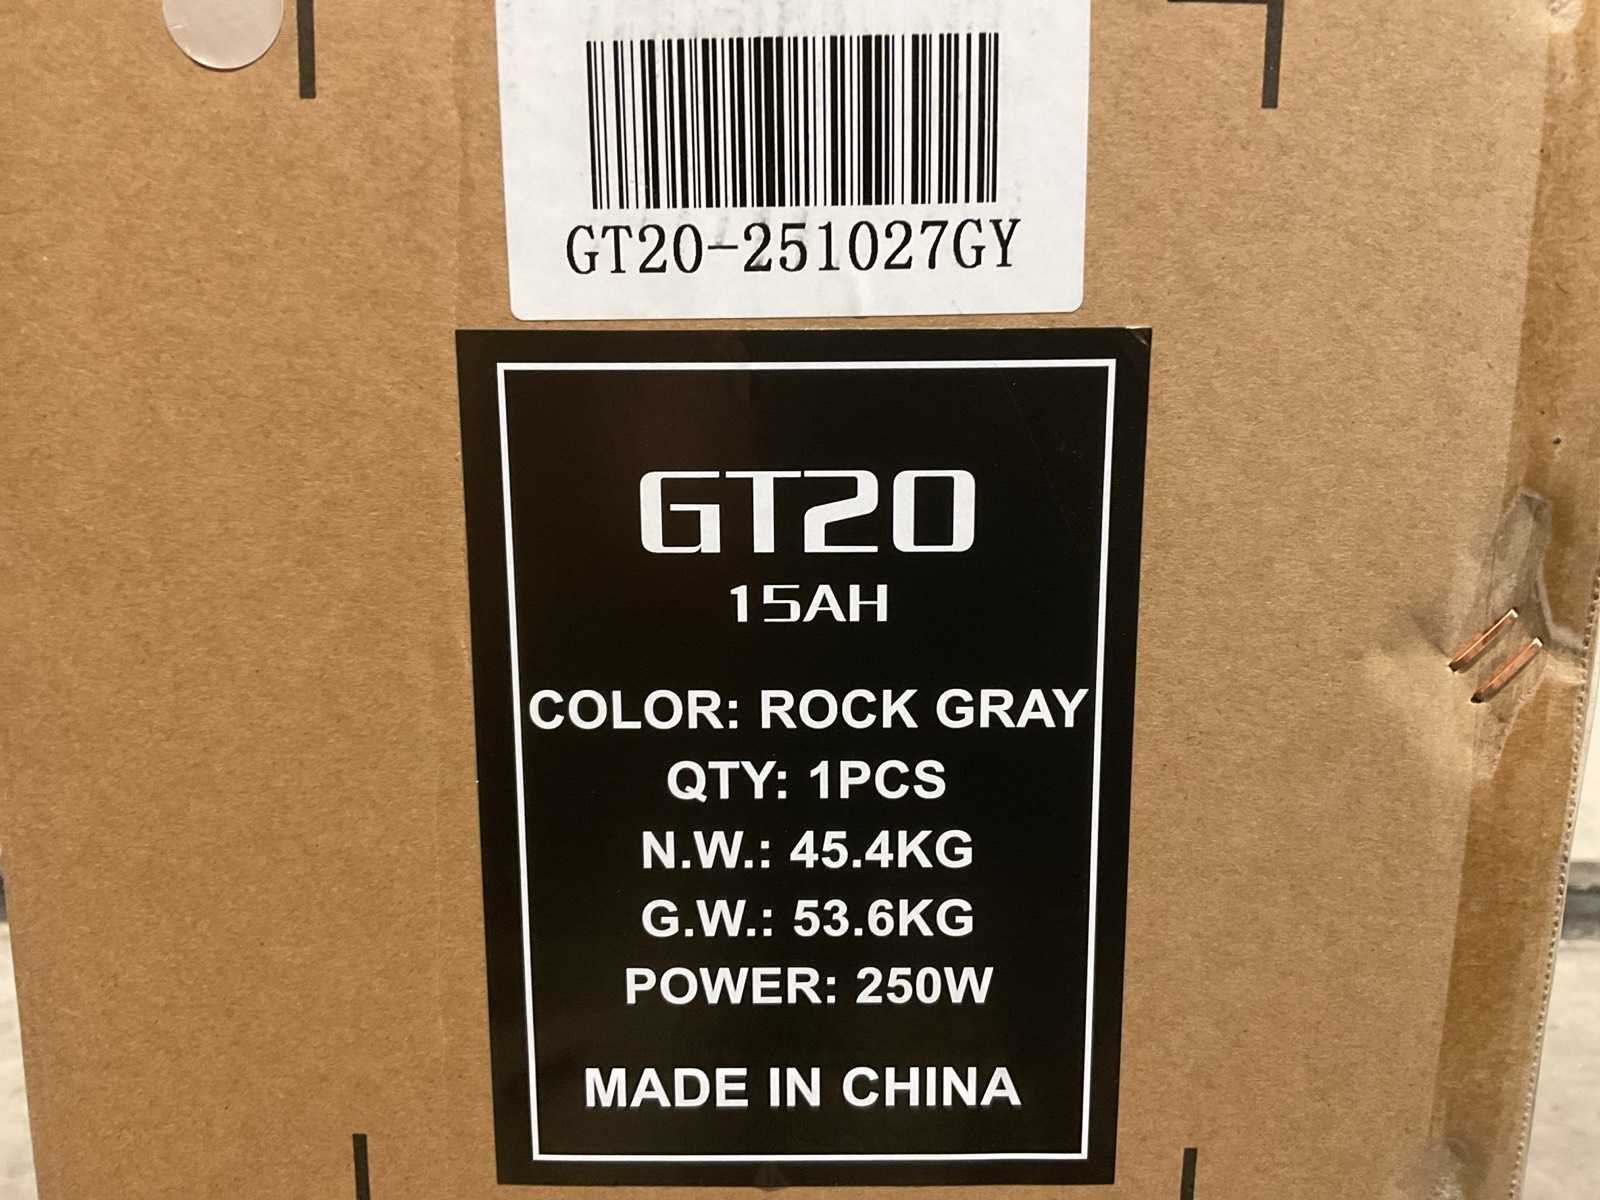 GT20-251027GY
GT20
15AH
COLOR: ROCK GRAY
QTY: 1PCS
N.W.: 45.4KG
G.W.: 53.6KG
POWER: 250W
MADE IN CHINA